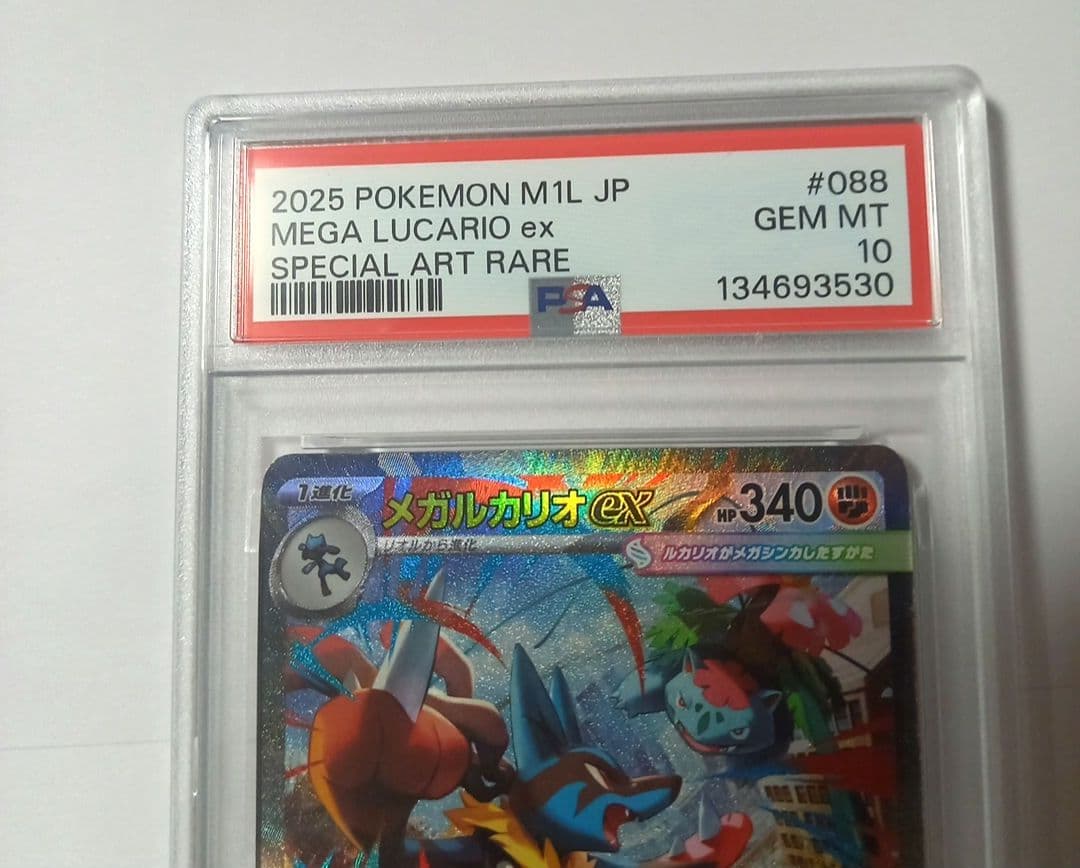 2025 POKEMON M1L JP
#088
MEGA LUCARIO ex
GEM MT
SPECIAL ART RARE
10
134693530
PSA
1進化
メガルカリオex
HP340
リオルから進化
ルカリオがメガシンカしたすがた